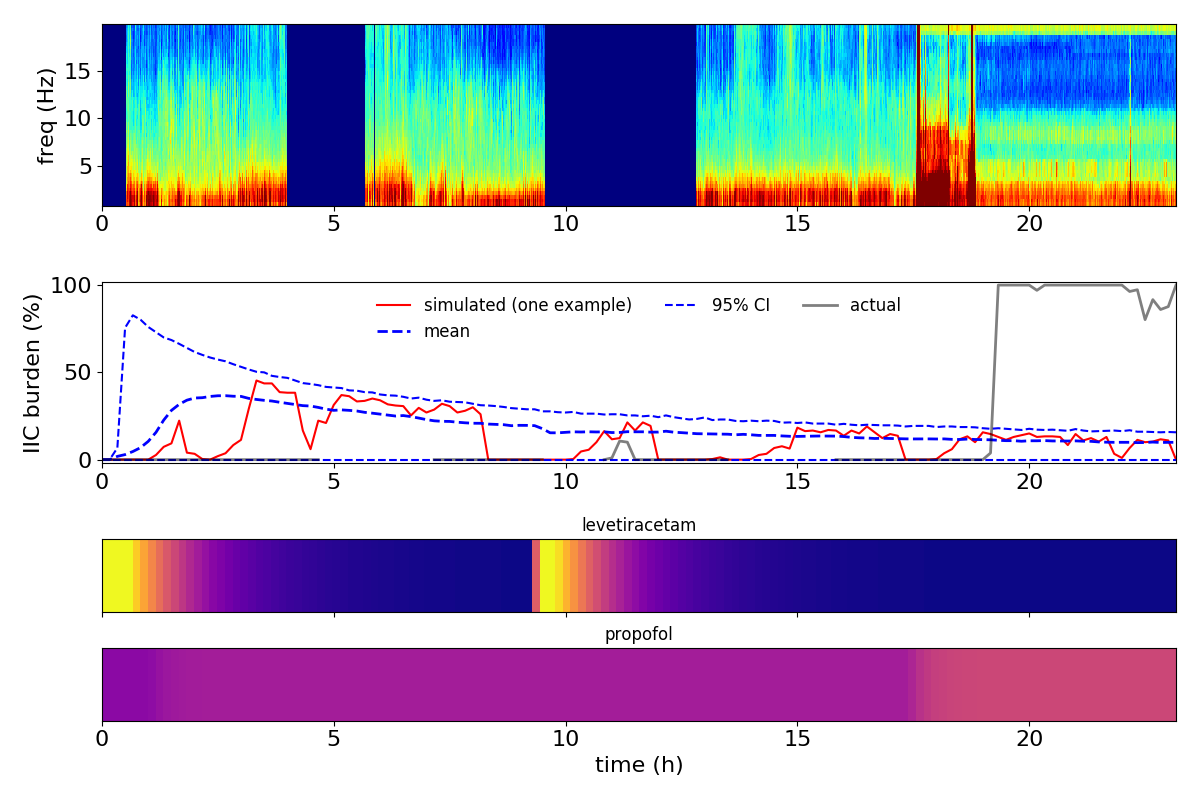 15
10
5
freq (Hz)
0 5 10 15 20
100
50
0
IIC burden (%)
simulated (one example) 95% CI actual
mean
0 5 10 15 20
levetiracetam
propofol
0 5 10 15 20
time (h)